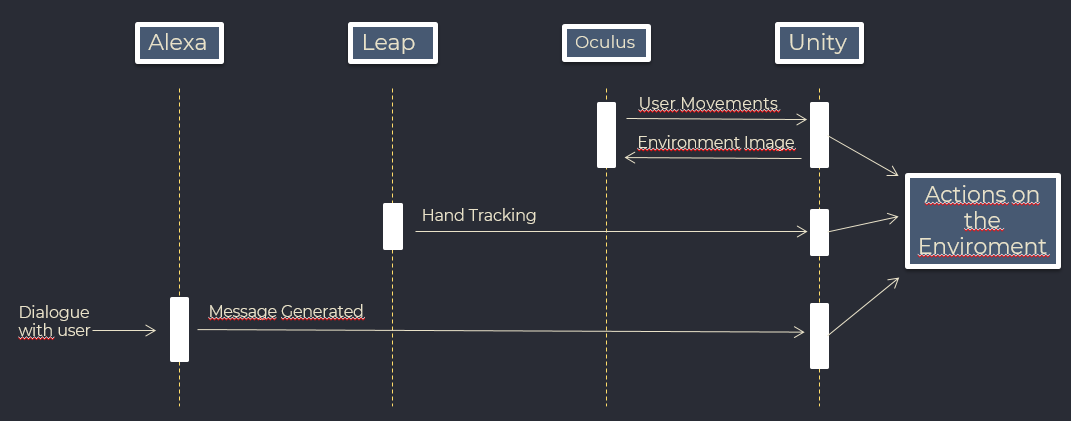 Alexa
Leap
Oculus
Unity
User Movements
Environment Image
Hand Tracking
Actions on
the
Enviroment
Dialogue
with user
Message Generated